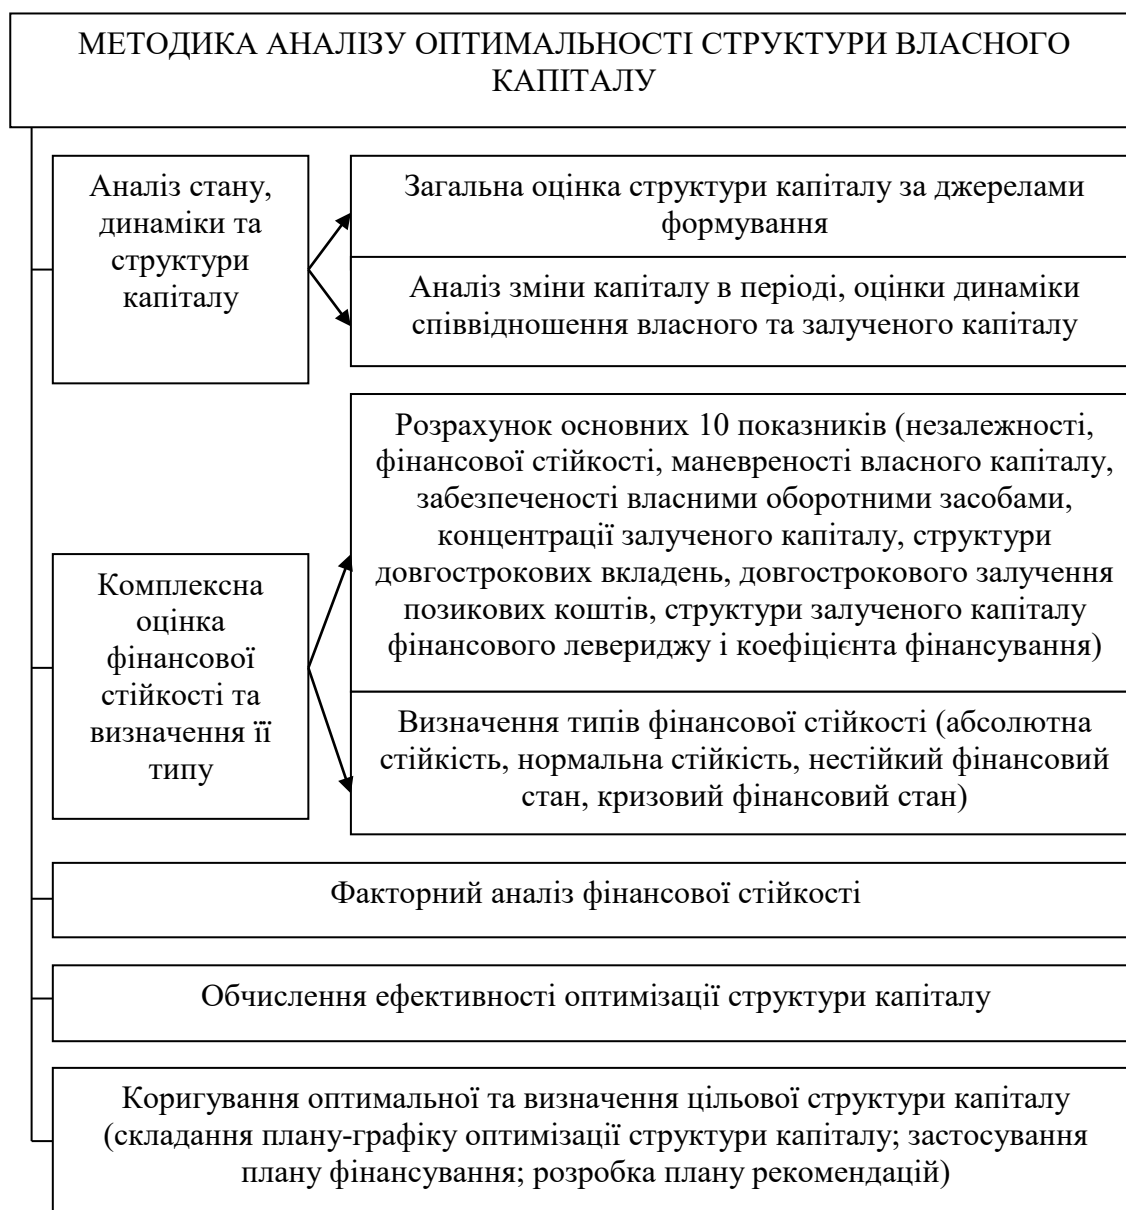 МЕТОДИКА АНАЛІЗУ ОПТИМАЛЬНОСТІ СТРУКТУРИ ВЛАСНОГО
КАПІТАЛУ
Аналіз стану,
динаміки та
структури
капіталу
Загальна оцінка структури капіталу за джерелами
формування
Аналіз зміни капіталу в періоді, оцінки динаміки
співвідношення власного та залученого капіталу
Комплексна
оцінка
фінансової
стійкості та
визначення її
типу
Розрахунок основних 10 показників (незалежності,
фінансової стійкості, маневреності власного капіталу,
забезпеченості власними оборотними засобами,
концентрації залученого капіталу, структури
довгострокових вкладень, довгострокового залучення
позикових коштів, структури залученого капіталу
фінансового левериджу і коефіцієнта фінансування)
Визначення типів фінансової стійкості (абсолютна
стійкість, нормальна стійкість, нестійкий фінансовий
стан, кризовий фінансовий стан)
Факторний аналіз фінансової стійкості
Обчислення ефективності оптимізації структури капіталу
Коригування оптимальної та визначення цільової структури капіталу
(складання плану-графіку оптимізації структури капіталу; застосування
плану фінансування; розробка плану рекомендацій)